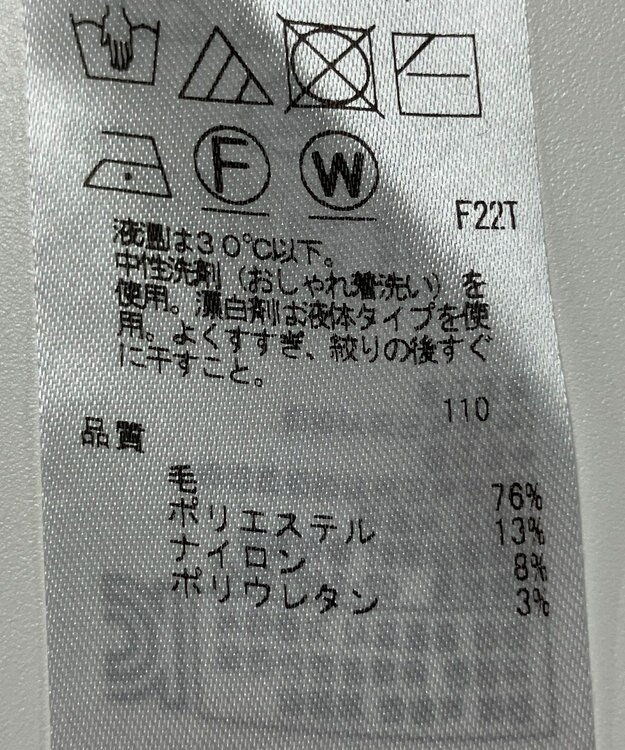 F
W
F22T
液温は30℃以下。
中性洗剤（おしゃれ着洗い）を
使用。漂白剤は液体タイプを使
用。よくすすぎ、絞りの後すぐ
に干すこと。
110
品質
毛 76%
ポリエステル 13%
ナイロン 8%
ポリウレタン 3%